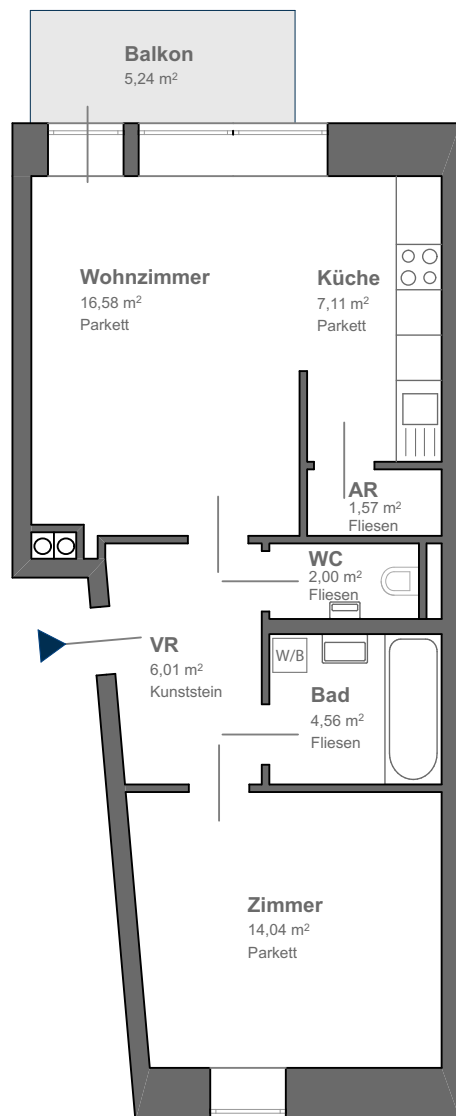 Balkon
5,24 m²
Wohnzimmer
16,58 m²
Parkett
Küche
7,11 m²
Parkett
AR
1,57 m²
Fliesen
WC
2,00 m²
Fliesen
VR
6,01 m²
Kunststein
W/B
Bad
4,56 m²
Fliesen
Zimmer
14,04 m²
Parkett